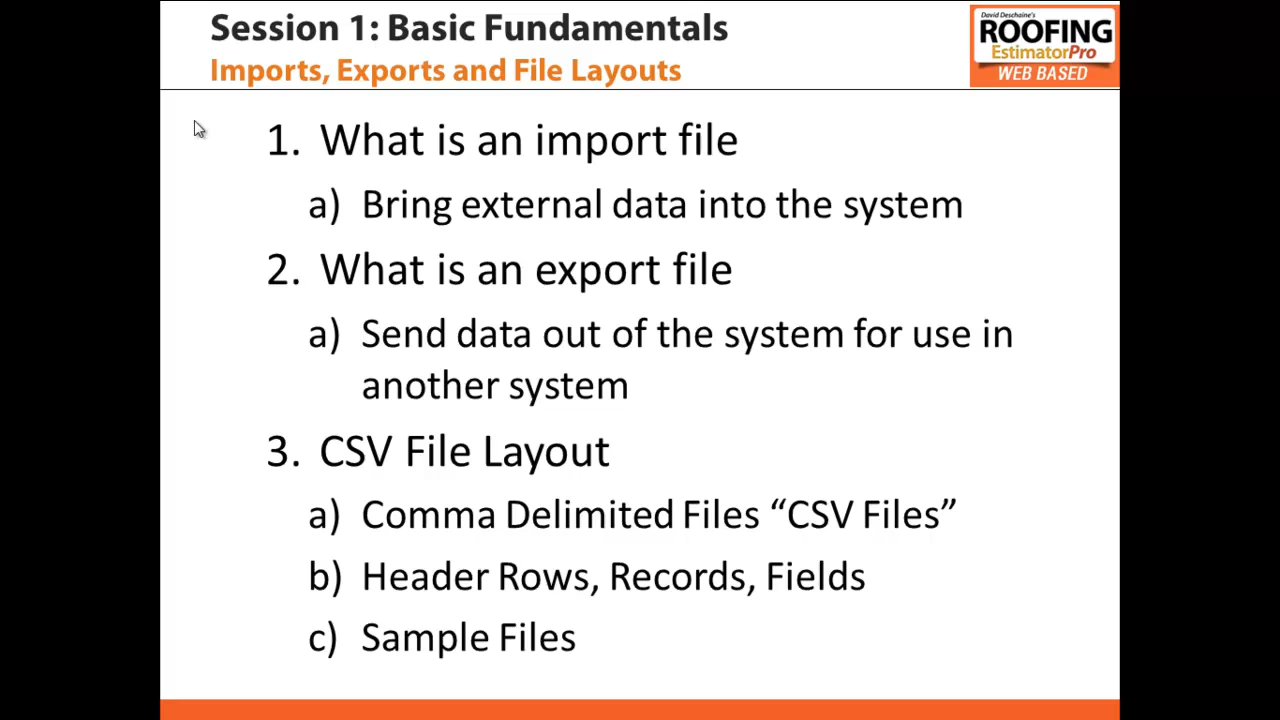 Session 1: Basic Fundamentals
Imports, Exports and File Layouts
David Deschaine's
ROOFING
EstimatorPro
WEB BASED
1. What is an import file
a) Bring external data into the system
2. What is an export file
a) Send data out of the system for use in
another system
3. CSV File Layout
a) Comma Delimited Files “CSV Files”
b) Header Rows, Records, Fields
c) Sample Files